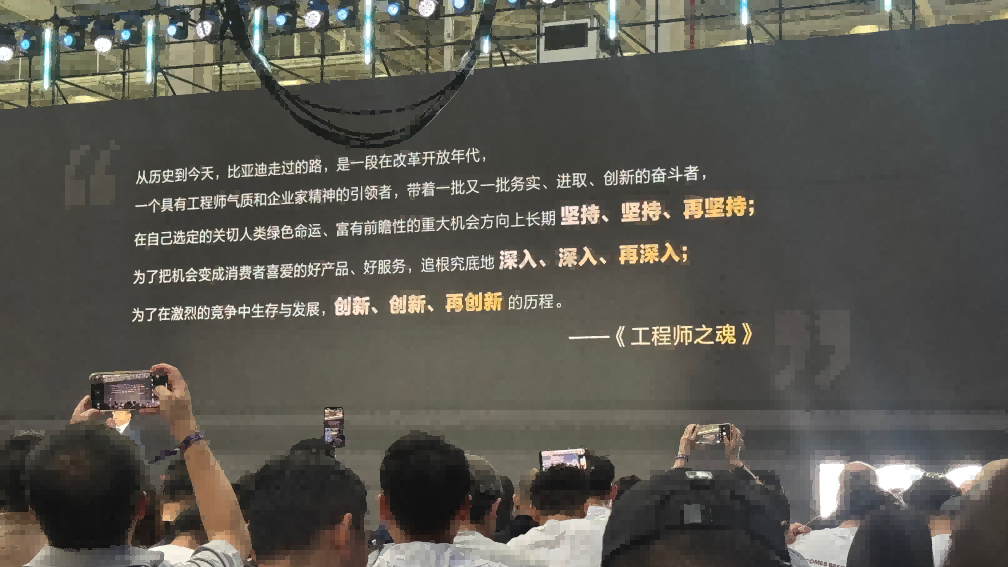 从历史到今天，比亚迪走过的路，是一段在改革开放年代，
一个具有工程师气质和企业家精神的引领者，带着一批又一批务实、进取、创新的奋斗者，
在自己选定的关切人类绿色命运、富有前瞻性的重大机会方向上长期 坚持、坚持、再坚持；
为了把机会变成消费者喜爱的好产品、好服务，追根究底地 深入、深入、再深入；
为了在激烈的竞争中生存与发展，创新、创新、再创新 的历程。
——《工程师之魂》